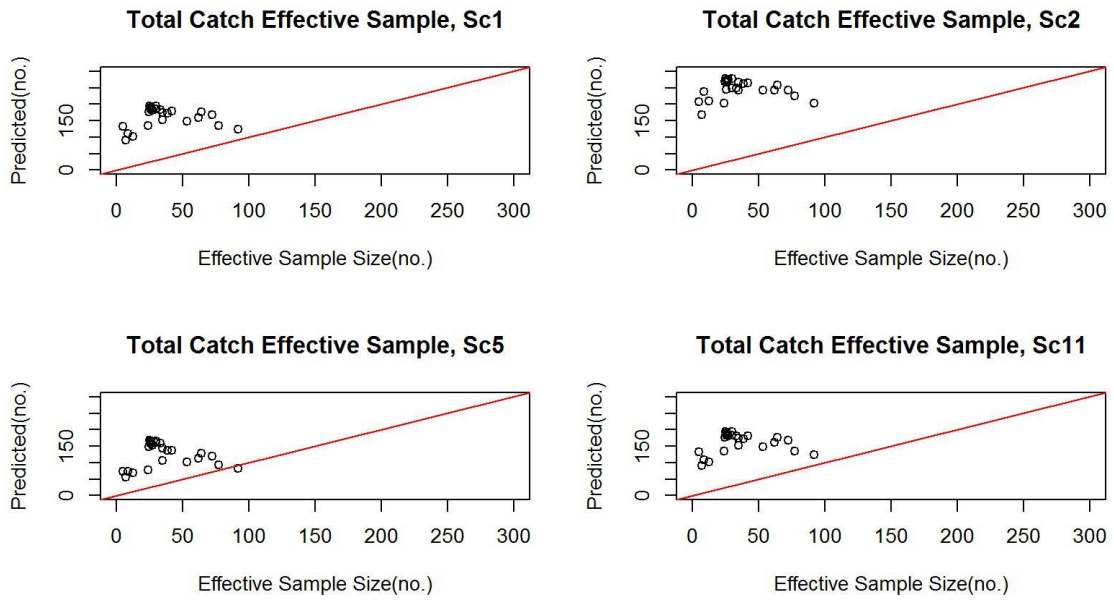 Total Catch Effective Sample, Sc1
Predicted(no.)
150
0
0 50 100 150 200 250 300
Effective Sample Size(no.)
Total Catch Effective Sample, Sc2
Predicted(no.)
150
0
0 50 100 150 200 250 300
Effective Sample Size(no.)
Total Catch Effective Sample, Sc5
Predicted(no.)
150
0
0 50 100 150 200 250 300
Effective Sample Size(no.)
Total Catch Effective Sample, Sc11
Predicted(no.)
150
0
0 50 100 150 200 250 300
Effective Sample Size(no.)